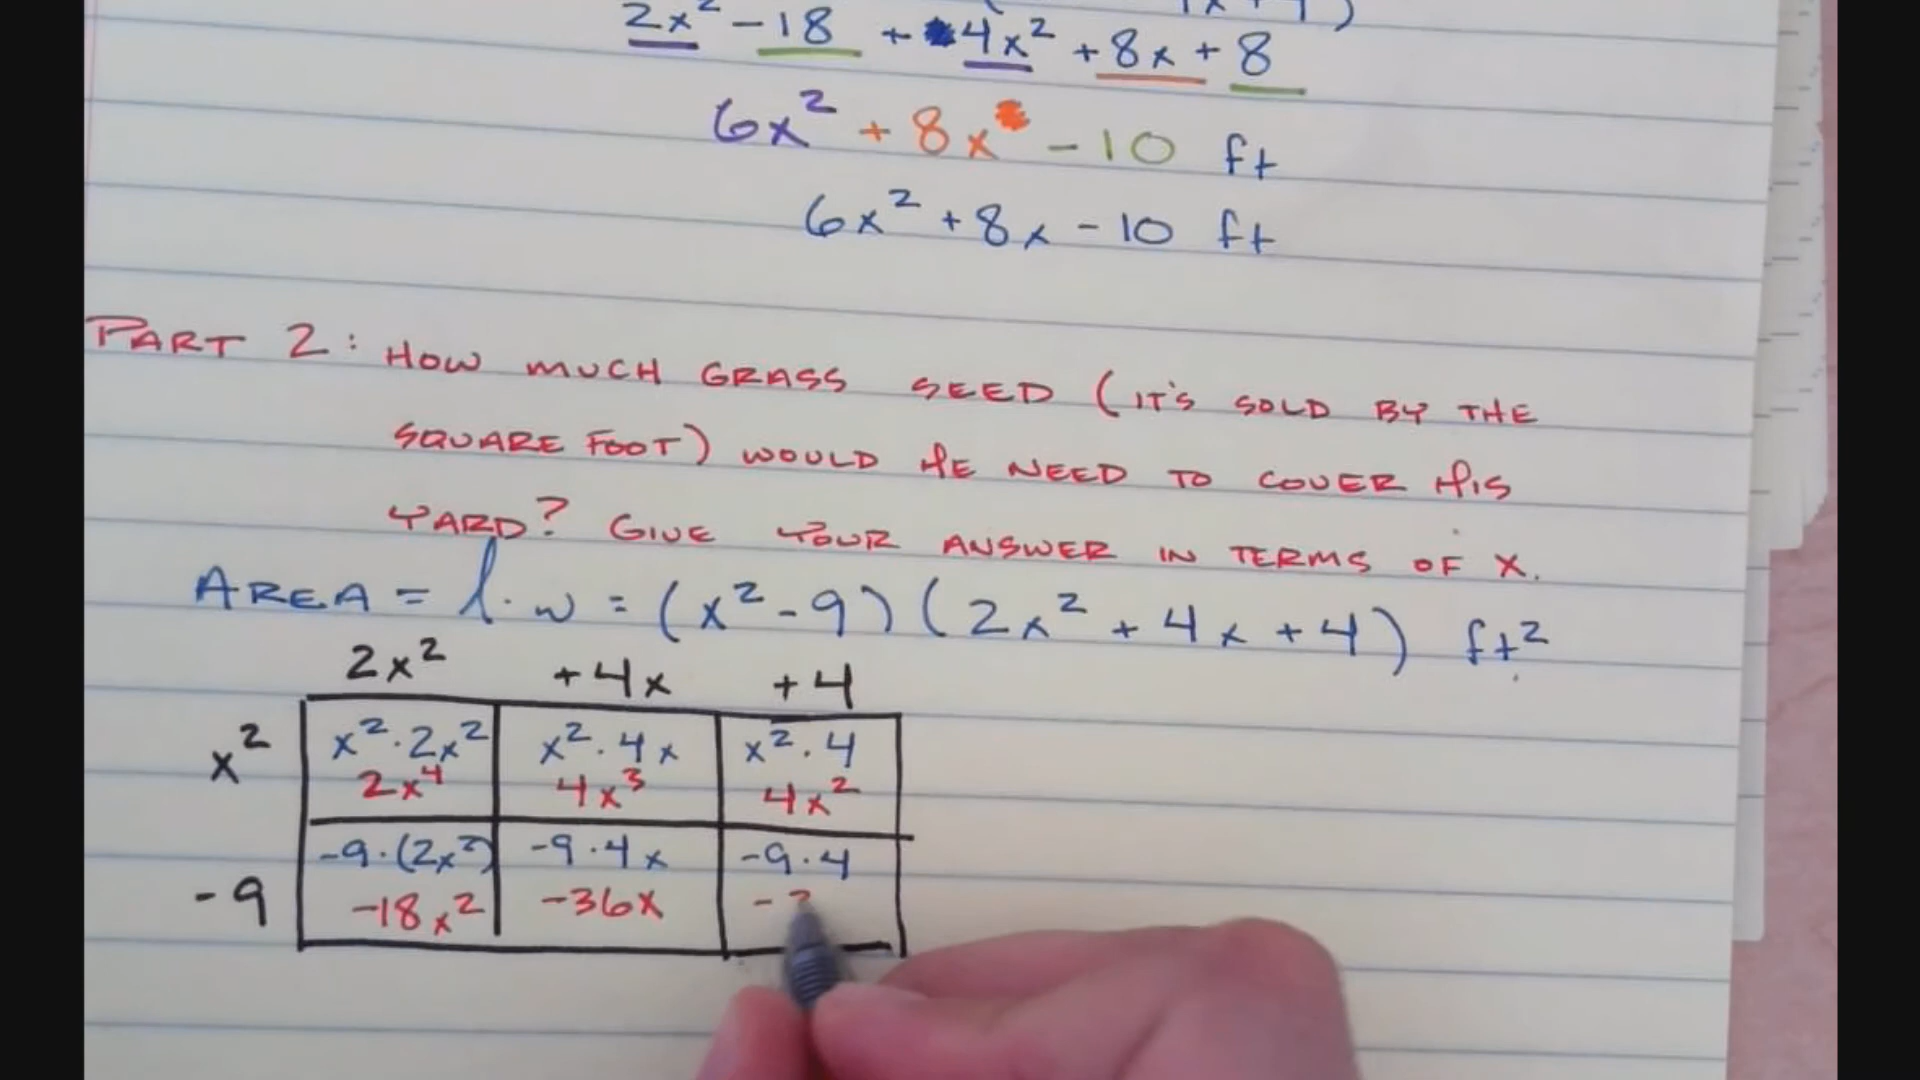 2x² - 18 + 4x² + 8x + 8
6x² + 8x - 10 ft
6x² + 8x - 10 ft
PART 2: HOW MUCH GRASS SEED (IT'S SOLD BY THE
SQUARE FOOT) WOULD HE NEED TO COVER HIS
YARD? GIVE YOUR ANSWER IN TERMS OF X.
AREA = l·w = (x² - 9)(2x² + 4x + 4) ft²
2x² + 4x + 4
x² x²·2x² x²·4x x²·4
2x⁴ 4x³ 4x²
-9·(2x²) -9·4x -9·4
-9 -18x² -36x -